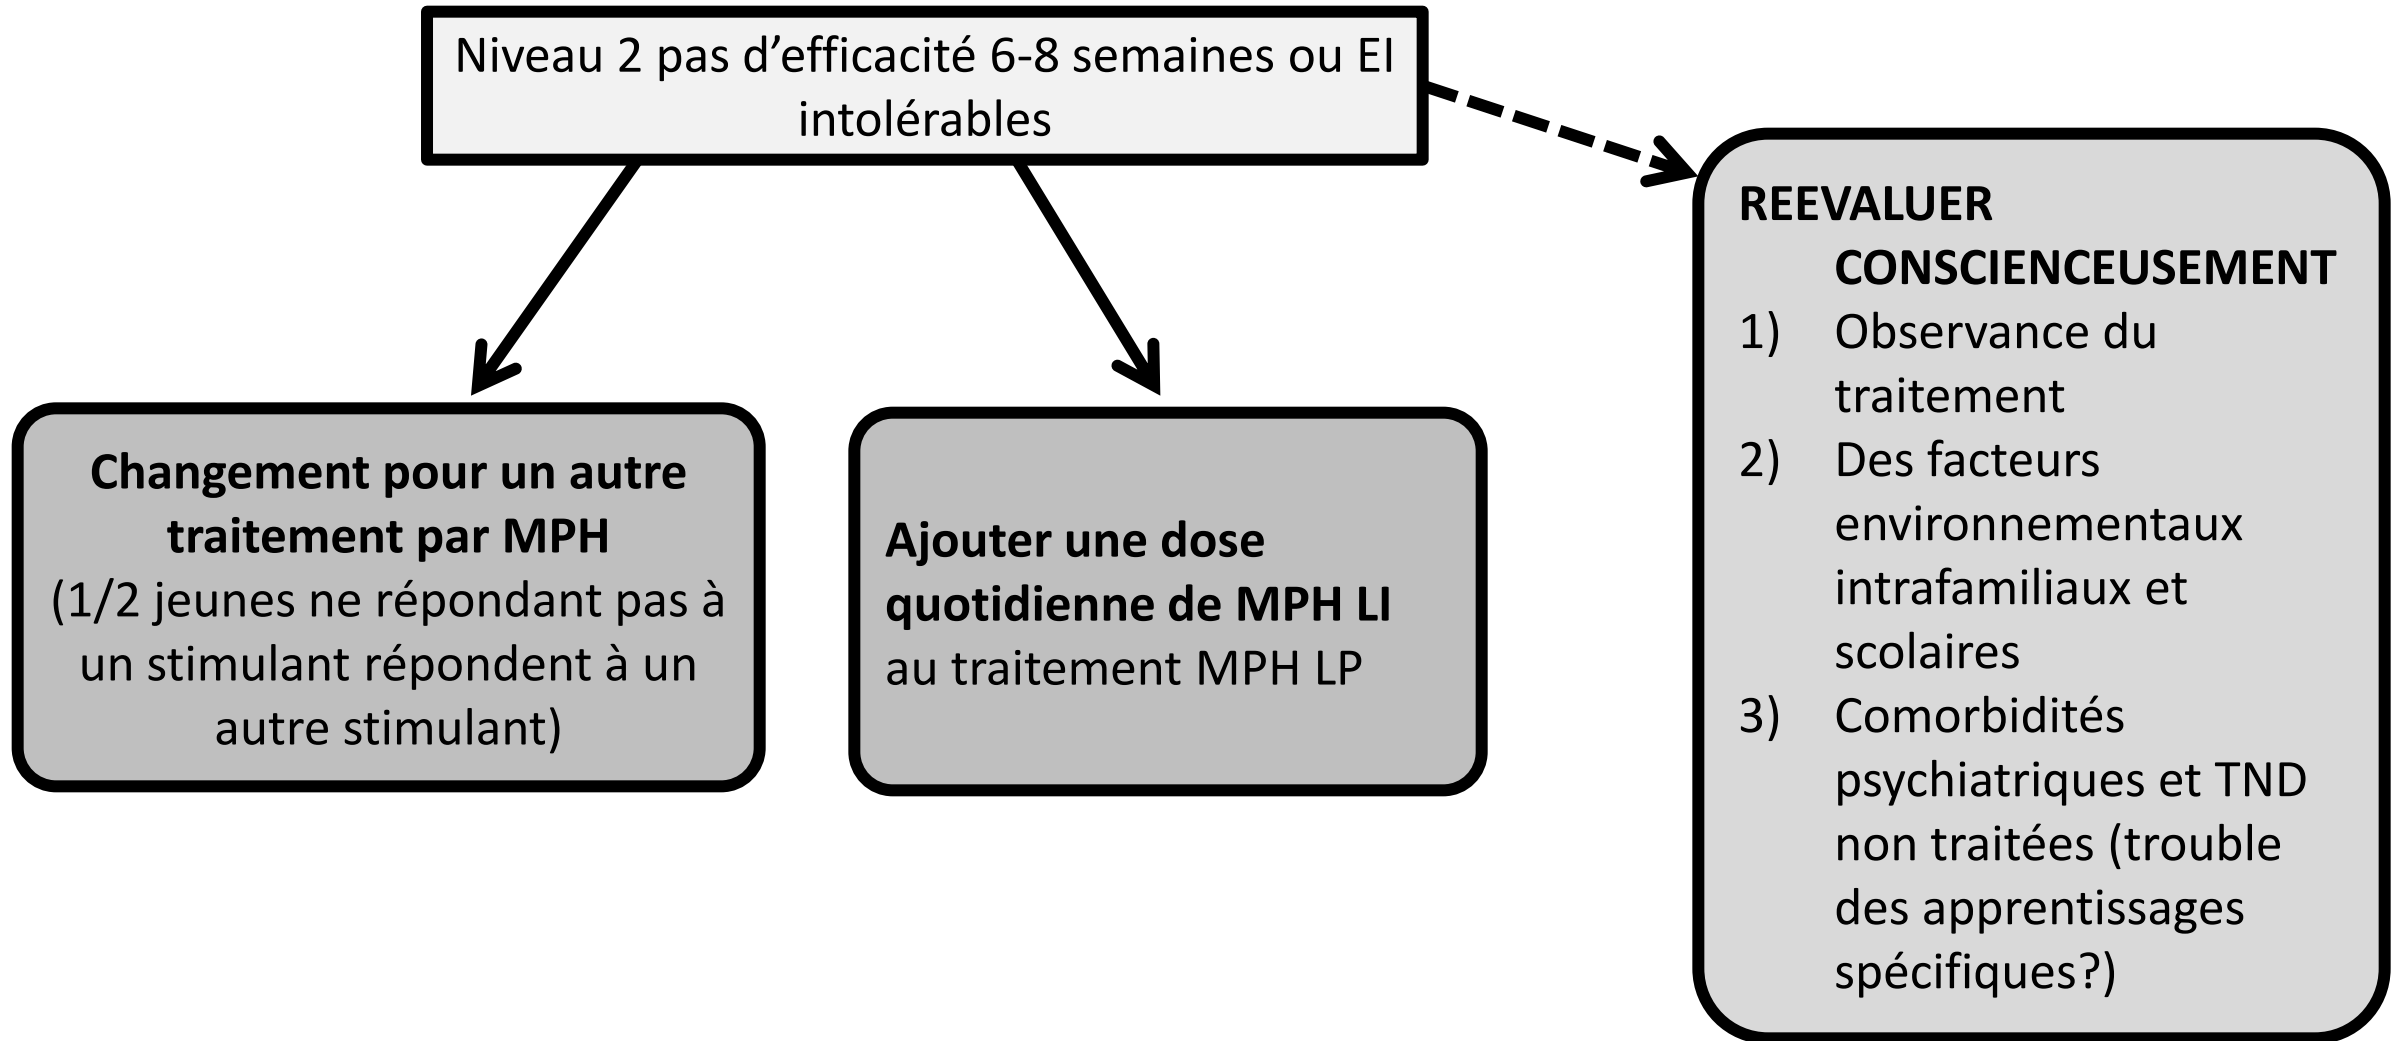 Niveau 2 pas d’efficacité 6-8 semaines ou EI
intolérables
Changement pour un autre
traitement par MPH
(1/2 jeunes ne répondant pas à
un stimulant répondent à un
autre stimulant)
Ajouter une dose
quotidienne de MPH LI
au traitement MPH LP
REEVALUER
CONSCIENCEUSEMENT
1) Observance du
traitement
2) Des facteurs
environnementaux
intrafamiliaux et
scolaires
3) Comorbidités
psychiatriques et TND
non traitées (trouble
des apprentissages
spécifiques?)